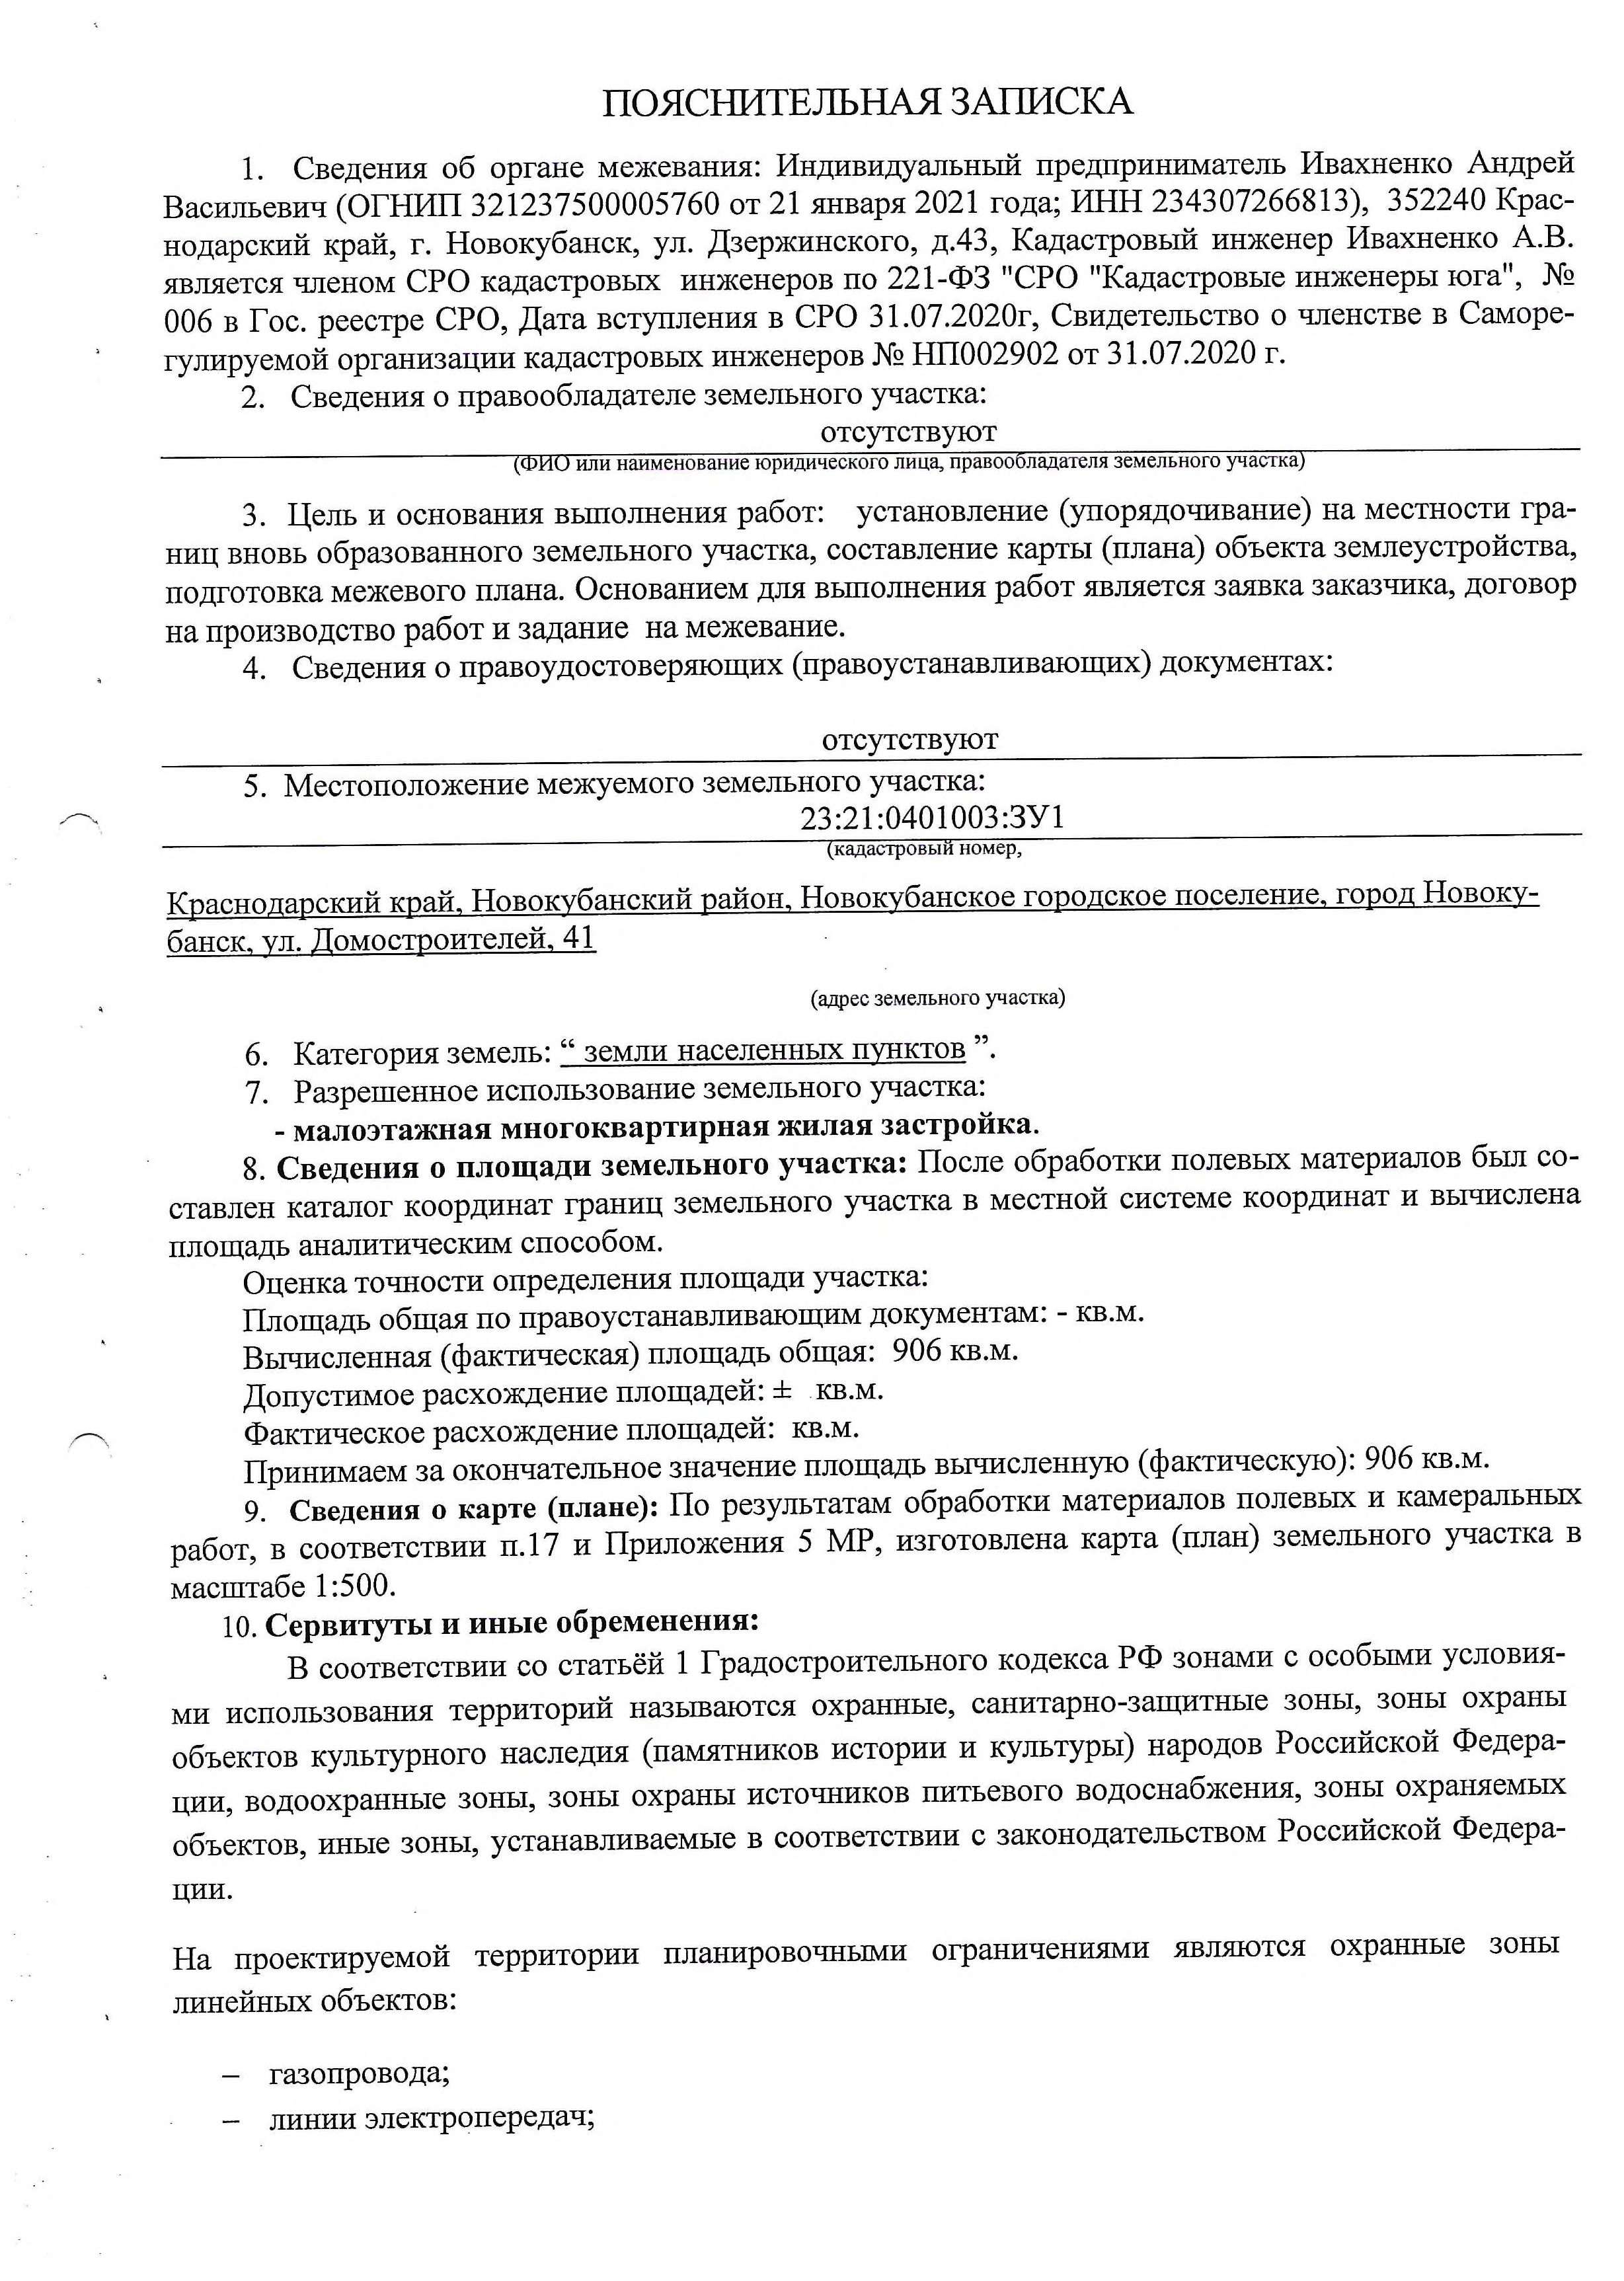 ПОЯСНИТЕЛЬНАЯ ЗАПИСКА
1. Сведения об органе межевания: Индивидуальный предприниматель Ивахненко Андрей
Васильевич (ОГНИП 321237500005760 от 21 января 2021 года; ИНН 234307266813), 352240 Крас-
нодарский край, г. Новокубанск, ул. Дзержинского, д.43, Кадастровый инженер Ивахненко А.В.
является членом СРО кадастровых инженеров по 221-ФЗ "СРО "Кадастровые инженеры юга", №
006 в Гос. реестре СРО, Дата вступления в СРО 31.07.2020г, Свидетельство о членстве в Саморе-
гулируемой организации кадастровых инженеров № НП002902 от 31.07.2020 г.
2. Сведения о правообладателе земельного участка:
отсутствуют
(ФИО или наименование юридического лица, правообладателя земельного участка)
3. Цель и основания выполнения работ: установление (упорядочивание) на местности гра-
ниц вновь образованного земельного участка, составление карты (плана) объекта землеустройства,
подготовка межевого плана. Основанием для выполнения работ является заявка заказчика, договор
на производство работ и задание на межевание.
4. Сведения о правоудостоверяющих (правоустанавливающих) документах:
отсутствуют
5. Местоположение межуемого земельного участка:
23:21:0401003:ЗУ1
(кадастровый номер,
Краснодарский край, Новокубанский район, Новокубанское городское поселение, город Новоку-
банск, ул. Домостроителей, 41
(адрес земельного участка)
6. Категория земель: “ земли населенных пунктов ”.
7. Разрешенное использование земельного участка:
- малоэтажная многоквартирная жилая застройка.
8. Сведения о площади земельного участка: После обработки полевых материалов был со-
ставлен каталог координат границ земельного участка в местной системе координат и вычислена
площадь аналитическим способом.
Оценка точности определения площади участка:
Площадь общая по правоустанавливающим документам: - кв.м.
Вычисленная (фактическая) площадь общая: 906 кв.м.
Допустимое расхождение площадей: ± кв.м.
Фактическое расхождение площадей: кв.м.
Принимаем за окончательное значение площадь вычисленную (фактическую): 906 кв.м.
9. Сведения о карте (плане): По результатам обработки материалов полевых и камеральных
работ, в соответствии п.17 и Приложения 5 МР, изготовлена карта (план) земельного участка в
масштабе 1:500.
10. Сервитуты и иные обременения:
В соответствии со статьёй 1 Градостроительного кодекса РФ зонами с особыми условия-
ми использования территорий называются охранные, санитарно-защитные зоны, зоны охраны
объектов культурного наследия (памятников истории и культуры) народов Российской Федера-
ции, водоохранные зоны, зоны охраны источников питьевого водоснабжения, зоны охраняемых
объектов, иные зоны, устанавливаемые в соответствии с законодательством Российской Федера-
ции.
На проектируемой территории планировочными ограничениями являются охранные зоны
линейных объектов:
– газопровода;
– линии электропередач;